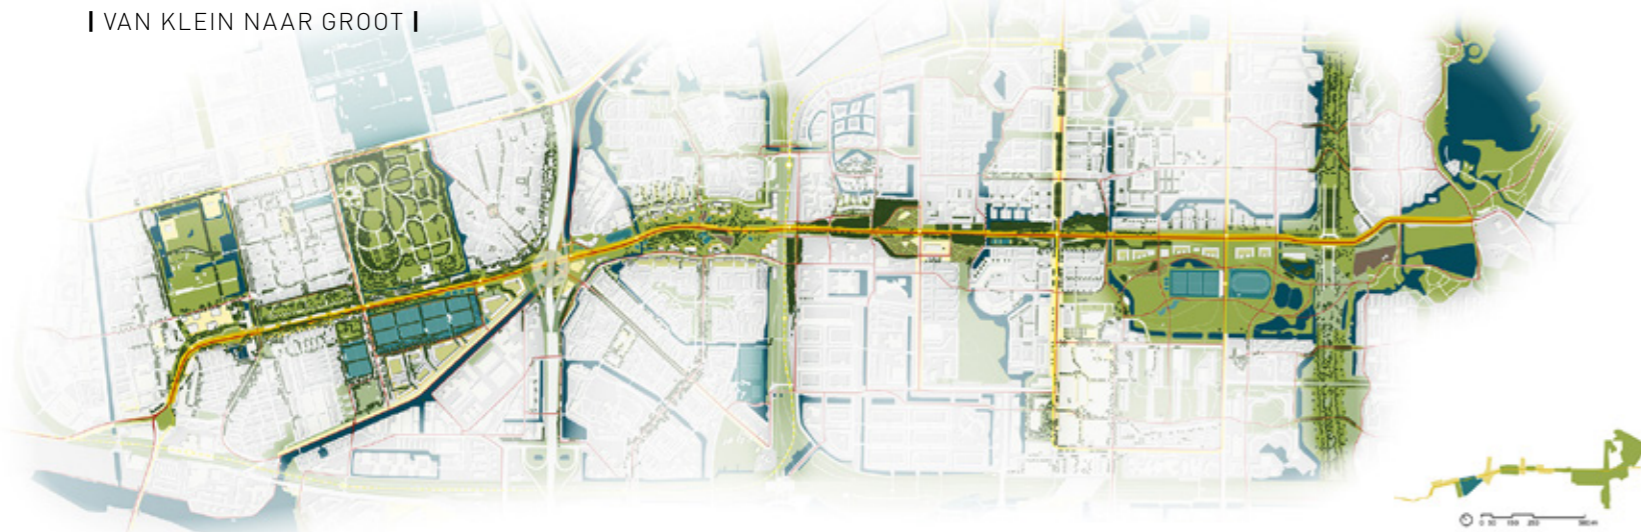 | VAN KLEIN NAAR GROOT |